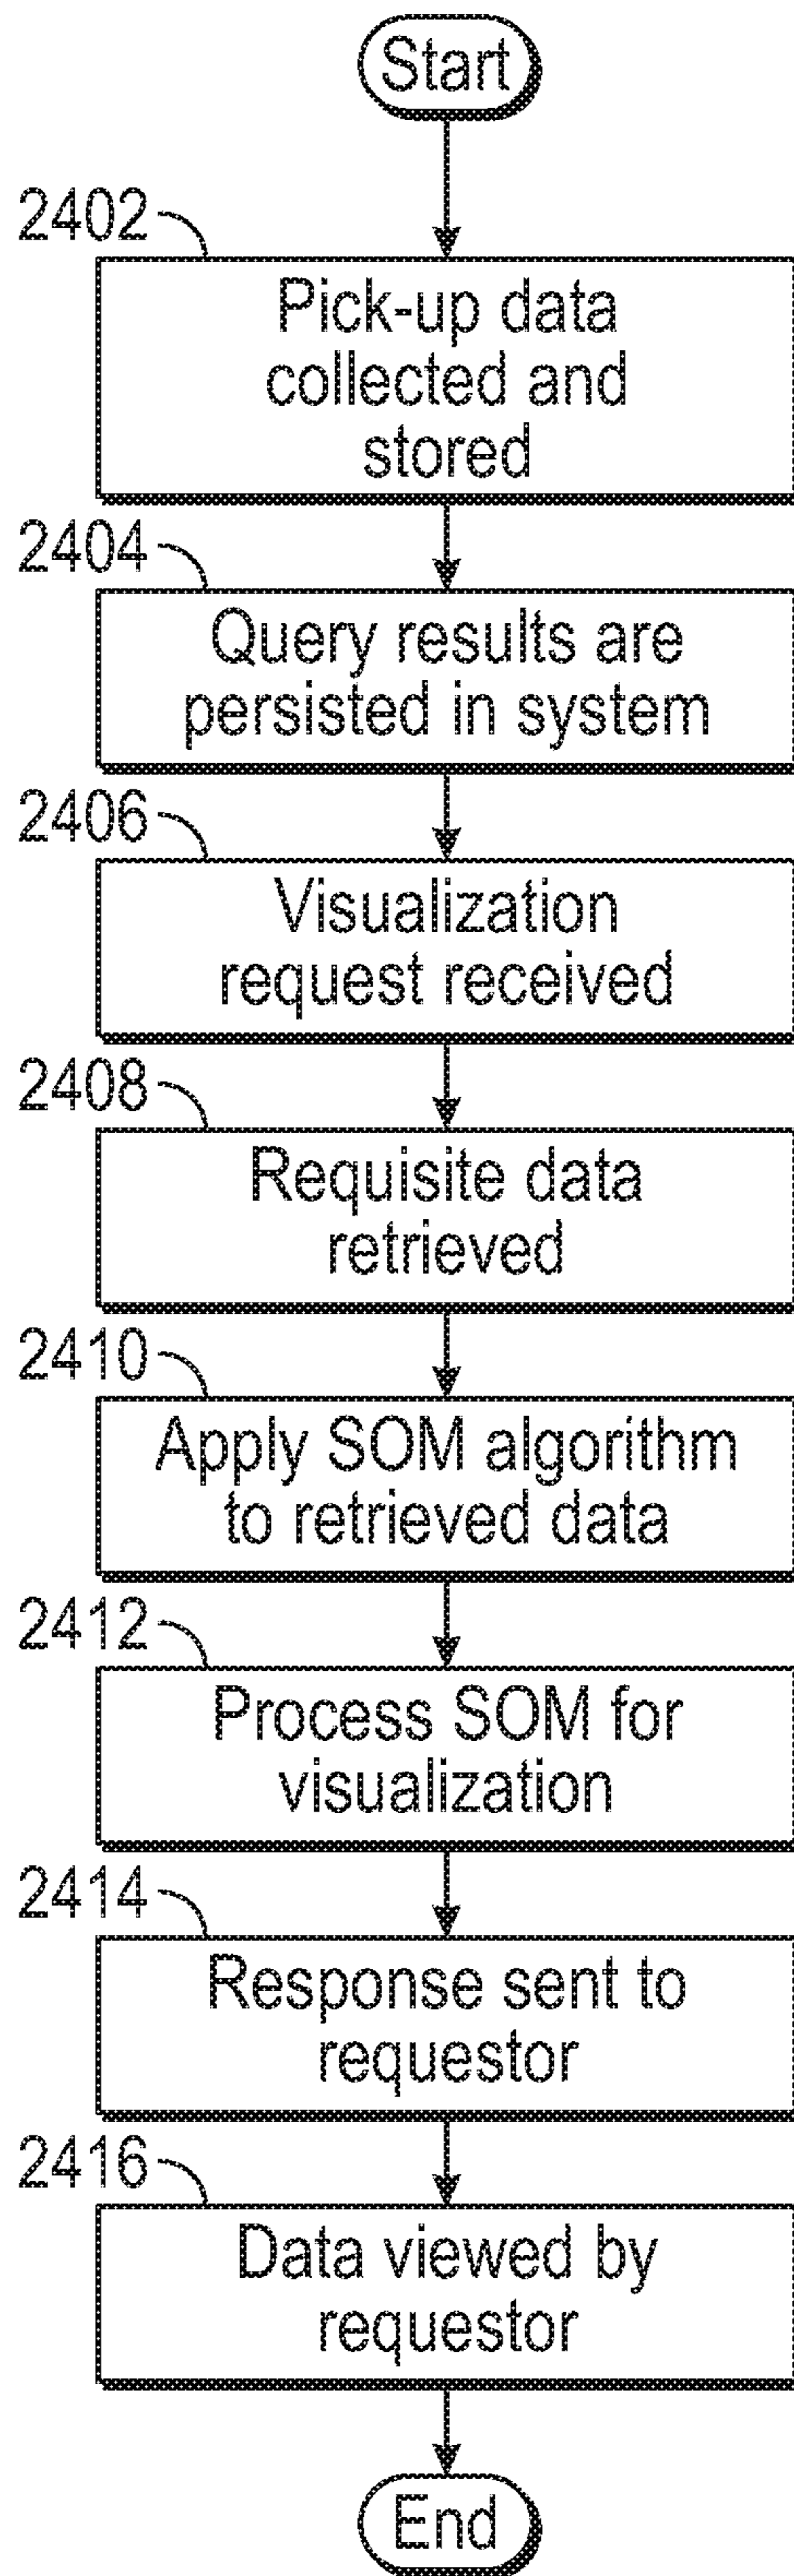 Start
2402
Pick-up data
collected and
stored
2404
Query results are
persisted in system
2406
Visualization
request received
2408
Requisite data
retrieved
2410
Apply SOM algorithm
to retrieved data
2412
Process SOM for
visualization
2414
Response sent to
requestor
2416
Data viewed by
requestor
End